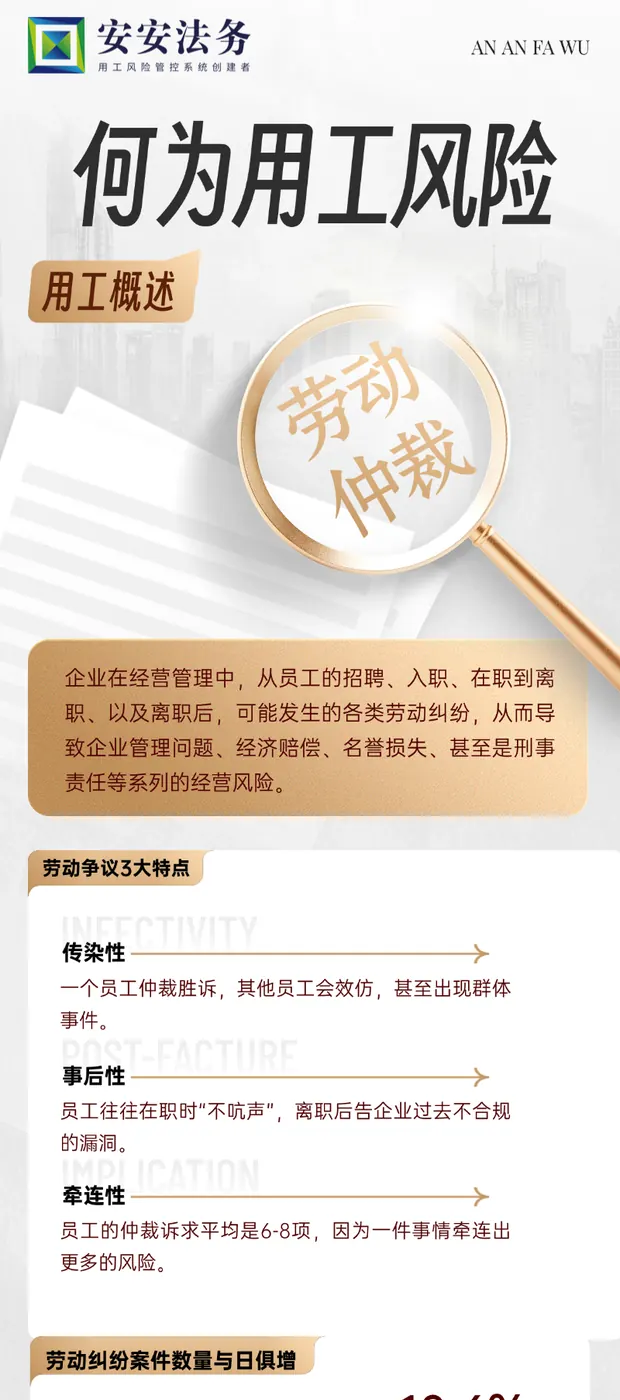 安安法务
用工风险管控系统创建者
AN AN FA WU
何为用工风险
用工概述
劳动
仲裁
企业在经营管理中，从员工的招聘、入职、在职到离
职、以及离职后，可能发生的各类劳动纠纷，从而导
致企业管理问题、经济赔偿、名誉损失、甚至是刑事
责任等系列的经营风险。
劳动争议3大特点
INFECTIVITY
传染性
一个员工仲裁胜诉，其他员工会效仿，甚至出现群体
事件。
POST-FACTURE
事后性
员工往往在职时“不吭声”，离职后告企业过去不合规
的漏洞。
IMPLICATION
牵连性
员工的仲裁诉求平均是6-8项，因为一件事情牵连出
更多的风险。
劳动纠纷案件数量与日俱增